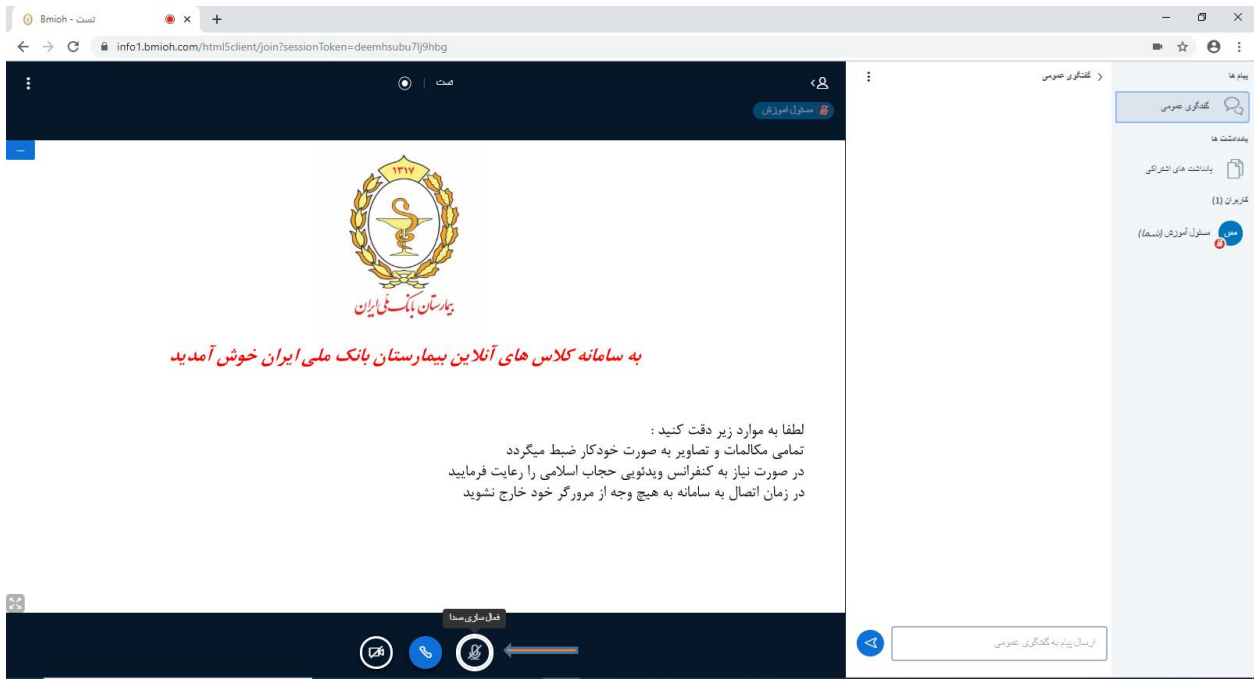 Bmioh - تست
info1.bmioh.com/html5client/join?sessionToken=deemhsubu7lj9hbg
تست
مسئول آموزش
۱۳۱۷
بیمارستان بانک ملی ایران
به سامانه کلاس های آنلاین بیمارستان بانک ملی ایران خوش آمدید
لطفا به موارد زیر دقت کنید :
تمامی مکالمات و تصاویر به صورت خودکار ضبط میگردد
در صورت نیاز به کنفرانس ویدئویی حجاب اسلامی را رعایت فرمایید
در زمان اتصال به سامانه به هیچ وجه از مرورگر خود خارج نشوید
فعال سازی صدا
گفتگوی عمومی
ارسال پیام به گفتگوی عمومی
پیام ها
گفتگوی عمومی
یادداشت ها
یادداشت های اشتراکی
کاربران (1)
مس
مسئول آموزش (شما)